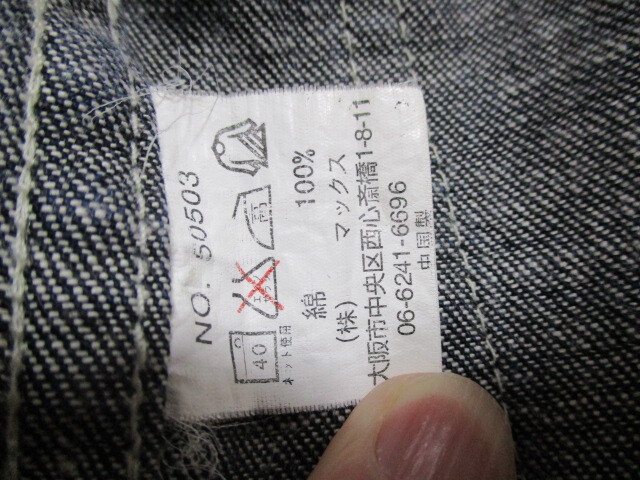 NO. 50503
40
高
ネット使用
綿 100%
(株) マックス
大阪市中央区西心斎橋1-8-11
06-6241-6696
中国製